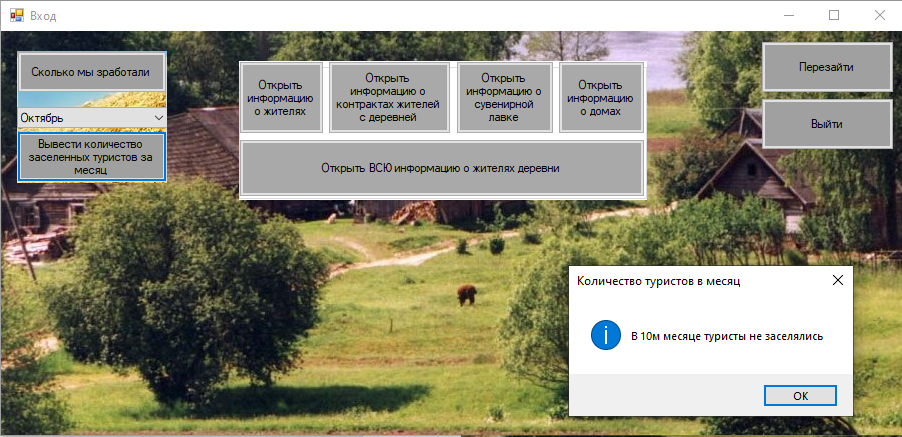 Вход
Сколько мы зработали
Октябрь
Вывести количество
заселенных туристов за
месяц
Открыть
информацию
о жителях
Открыть
информацию о
контрактах жителей
с деревней
Открыть
информацию о
сувенирной
лавке
Открыть
информацию
о домах
Открыть ВСЮ информацию о жителях деревни
Перезайти
Выйти
Количество туристов в месяц
В 10м месяце туристы не заселялись
OK